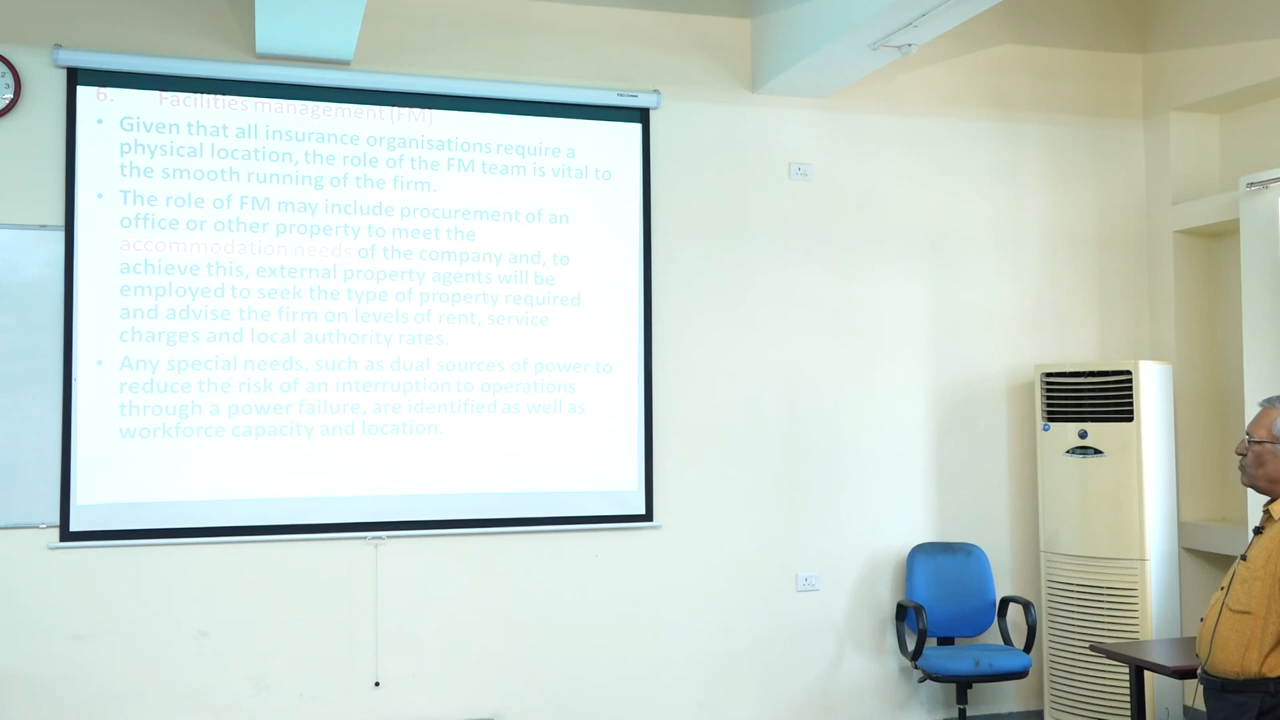 6. Facilities management (FM)
• Given that all insurance organisations require a
physical location, the role of the FM team is vital to
the smooth running of the firm.
• The role of FM may include procurement of an
office or other property to meet the
accommodation needs of the company and, to
achieve this, external property agents will be
employed to seek the type of property required
and advise the firm on levels of rent, service
charges and local authority rates.
• Any special needs, such as dual sources of power to
reduce the risk of an interruption to operations
through a power failure, are identified as well as
workforce capacity and location.
2
3